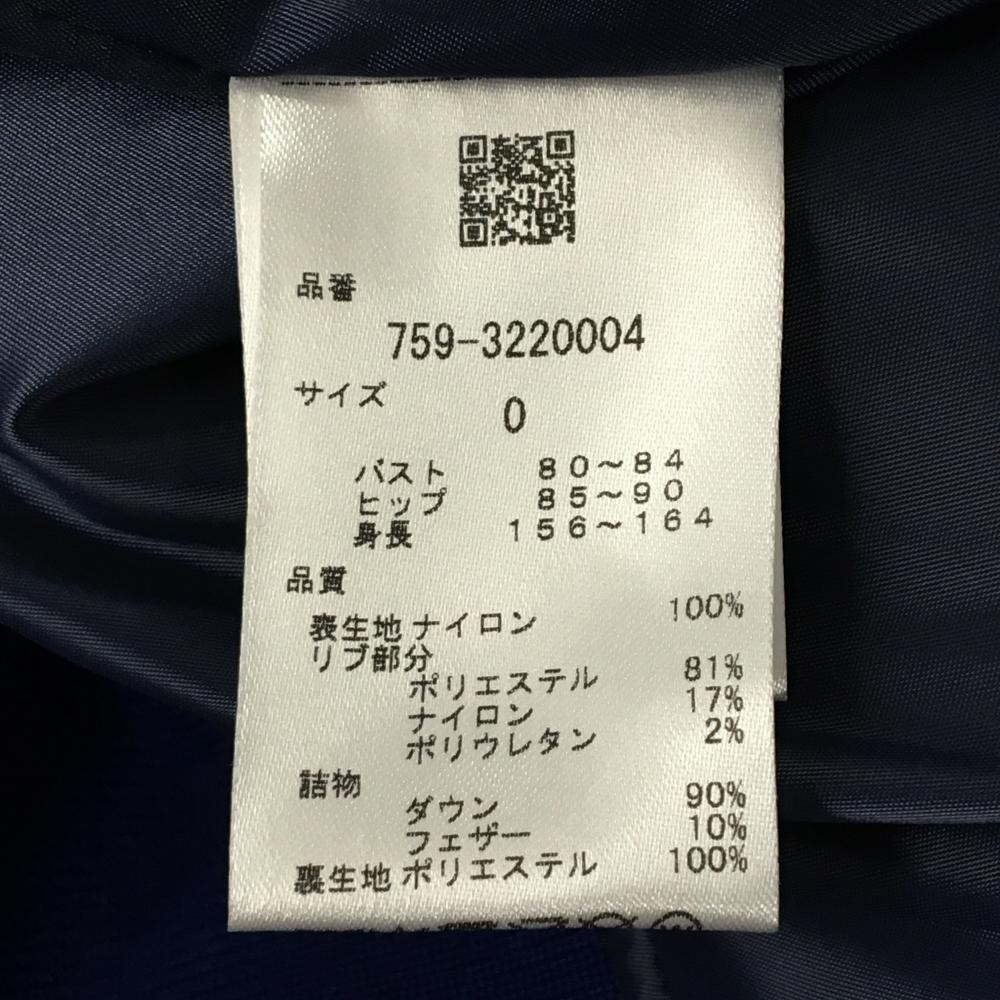 品番
759-3220004
サイズ 0
バスト 80~84
ヒップ 85~90
身長 156~164
品質
表生地 ナイロン 100%
リブ部分
ポリエステル 81%
ナイロン 17%
ポリウレタン 2%
詰物
ダウン 90%
フェザー 10%
裏生地 ポリエステル 100%